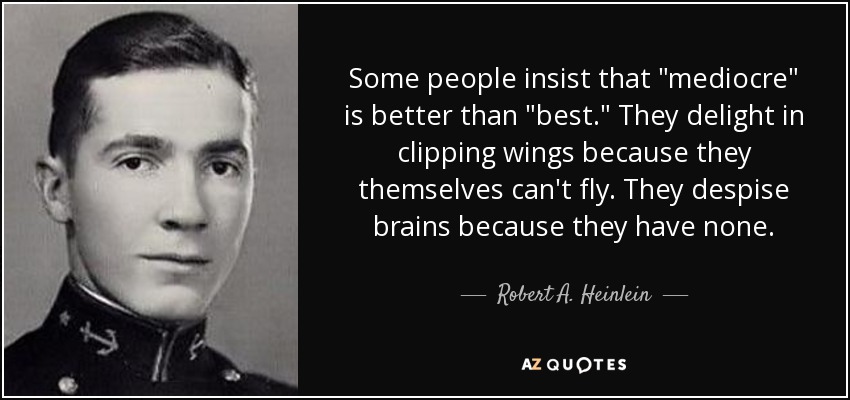 Some people insist that "mediocre"
is better than "best." They delight in
clipping wings because they
themselves can't fly. They despise
brains because they have none.
Robert A. Heinlein
AZ QUOTES